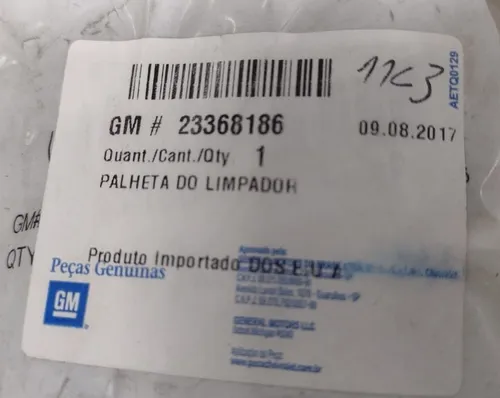 11C3
AETQ0129
GM # 23368186
09.08.2017
Quant./Cant./Qty 1
PALHETA DO LIMPADOR
GM#
QTY
Produto Importado DOS E.U.A
Peças Genuínas
GM
GENERAL MOTORS LLC